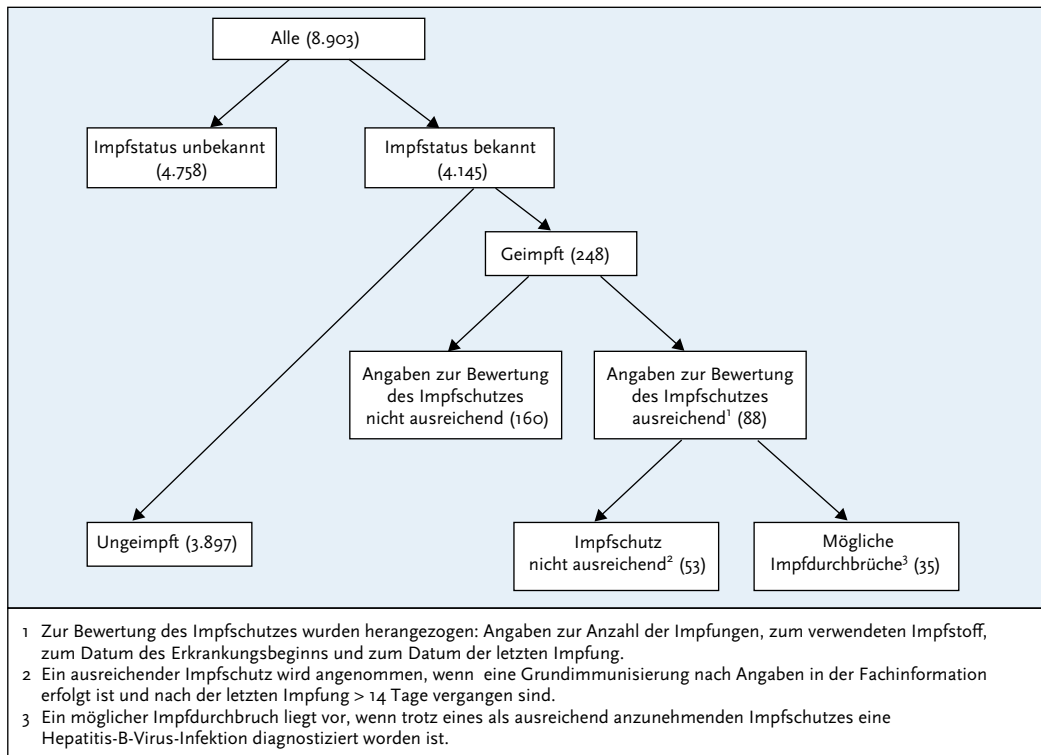 Alle (8.903)
Impfstatus unbekannt
(4.758)
Impfstatus bekannt
(4.145)
Geimpft (248)
Angaben zur Bewertung
des Impfschutzes
nicht ausreichend (160)
Angaben zur Bewertung
des Impfschutzes
ausreichend¹ (88)
Ungeimpft (3.897)
Impfschutz
nicht ausreichend² (53)
Mögliche
Impfdurchbrüche³ (35)
1 Zur Bewertung des Impfschutzes wurden herangezogen: Angaben zur Anzahl der Impfungen, zum verwendeten Impfstoff,
zum Datum des Erkrankungsbeginns und zum Datum der letzten Impfung.
2 Ein ausreichender Impfschutz wird angenommen, wenn eine Grundimmunisierung nach Angaben in der Fachinformation
erfolgt ist und nach der letzten Impfung > 14 Tage vergangen sind.
3 Ein möglicher Impfdurchbruch liegt vor, wenn trotz eines als ausreichend anzunehmenden Impfschutzes eine
Hepatitis-B-Virus-Infektion diagnostiziert worden ist.